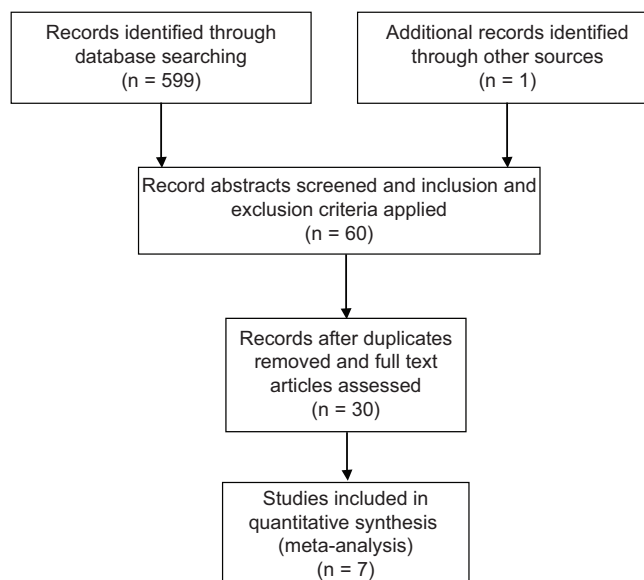 Records identified through
database searching
(n = 599)
Additional records identified
through other sources
(n = 1)
Record abstracts screened and inclusion and
exclusion criteria applied
(n = 60)
Records after duplicates
removed and full text
articles assessed
(n = 30)
Studies included in
quantitative synthesis
(meta-analysis)
(n = 7)